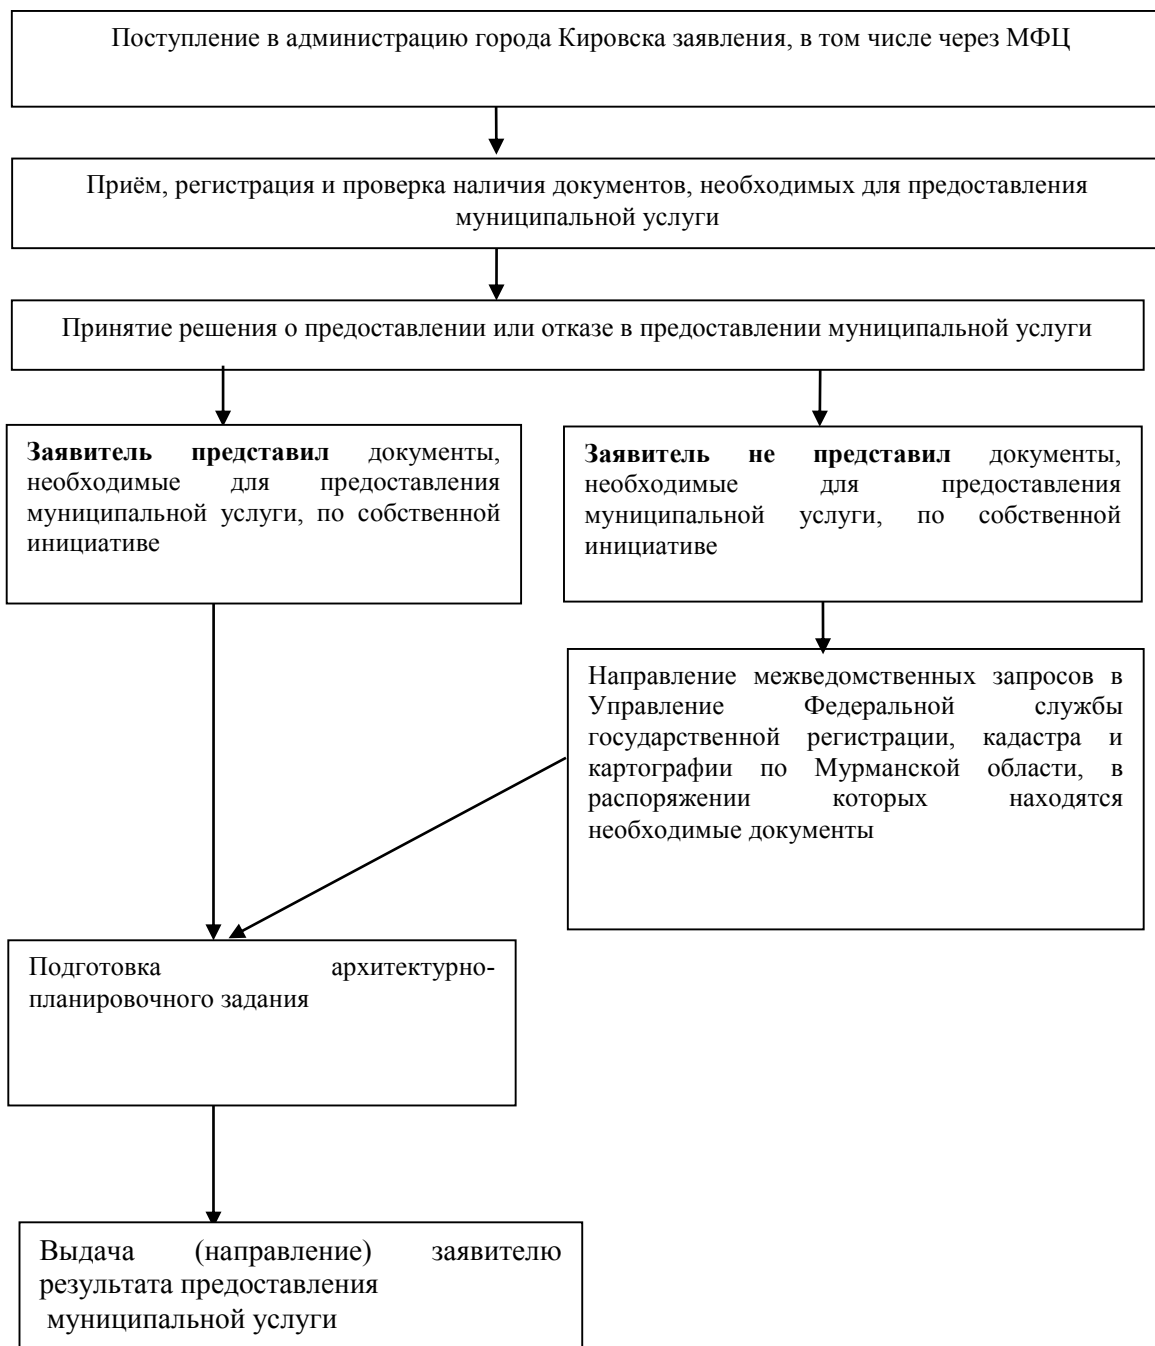 Поступление в администрацию города Кировска заявления, в том числе через МФЦ
Приём, регистрация и проверка наличия документов, необходимых для предоставления
муниципальной услуги
Принятие решения о предоставлении или отказе в предоставлении муниципальной услуги
Заявитель представил документы,
необходимые для предоставления
муниципальной услуги, по собственной
инициативе
Заявитель не представил документы,
необходимые для предоставления
муниципальной услуги, по собственной
инициативе
Направление межведомственных запросов в
Управление Федеральной службы
государственной регистрации, кадастра и
картографии по Мурманской области, в
распоряжении которых находятся
необходимые документы
Подготовка архитектурно-
планировочного задания
Выдача (направление) заявителю
результата предоставления
муниципальной услуги